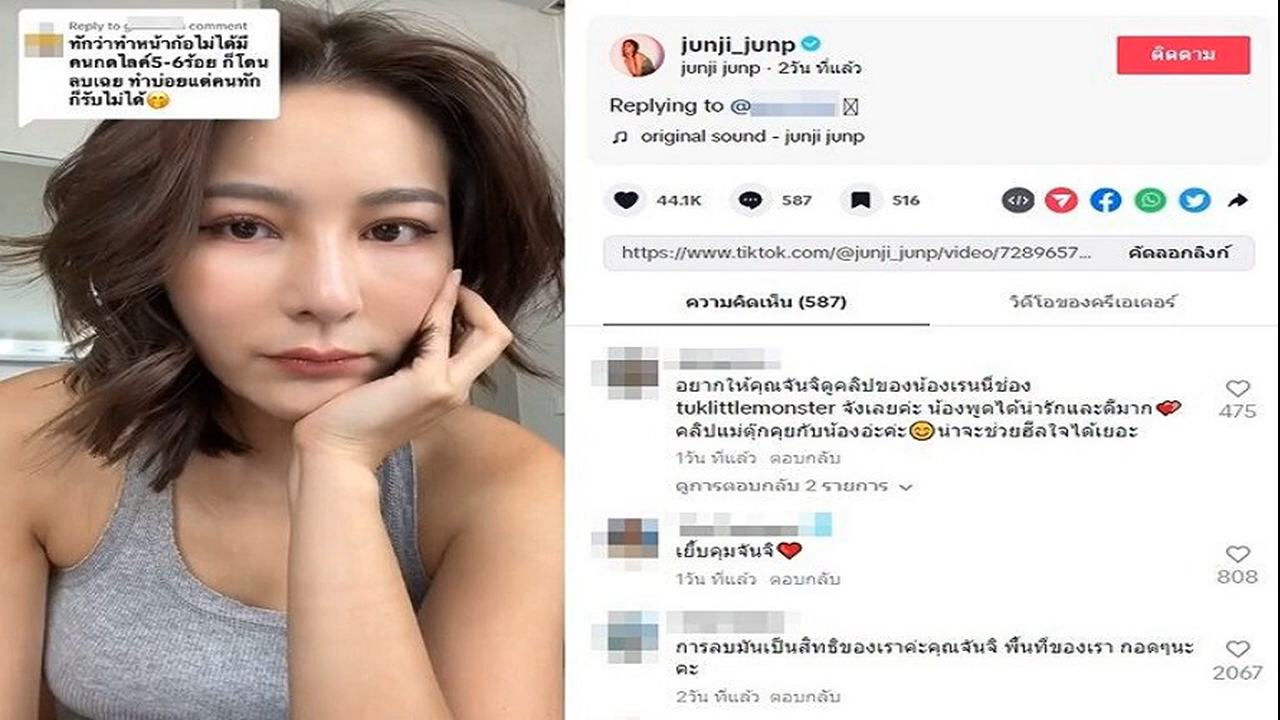 Reply to g comment
ทักว่าทำหน้าก้อไม่ได้มี
คนกดไลค์5-6ร้อย ก็โดน
ลบเฉย ทำบ่อยแต่คนทัก
ก็รับไม่ได้🤭
junji_junp
junji junp · 2วัน ที่แล้ว
ติดตาม
Replying to @
original sound - junji junp
44.1K
587
516
https://www.tiktok.com/@junji_junp/video/7289657...
คัดลอกลิงก์
ความคิดเห็น (587)
วิดีโอของครีเอเตอร์
อยากให้คุณจันจิดูคลิปของน้องเรนนี่ช่อง
tuklittlemonster จังเลยค่ะ น้องพูดได้น่ารักและดีมาก💕
คลิปแม่ตุ๊กคุยกับน้องอ่ะค่ะ😊น่าจะช่วยฮีลใจได้เยอะ
475
1วัน ที่แล้ว ตอบกลับ
ดูการตอบกลับ 2 รายการ
เยิ๊บคุมจันจิ❤️
808
1วัน ที่แล้ว ตอบกลับ
การลบมันเป็นสิทธิของเราค่ะคุณจันจิ พื้นที่ของเรา กอดๆนะ
คะ
2067
2วัน ที่แล้ว ตอบกลับ